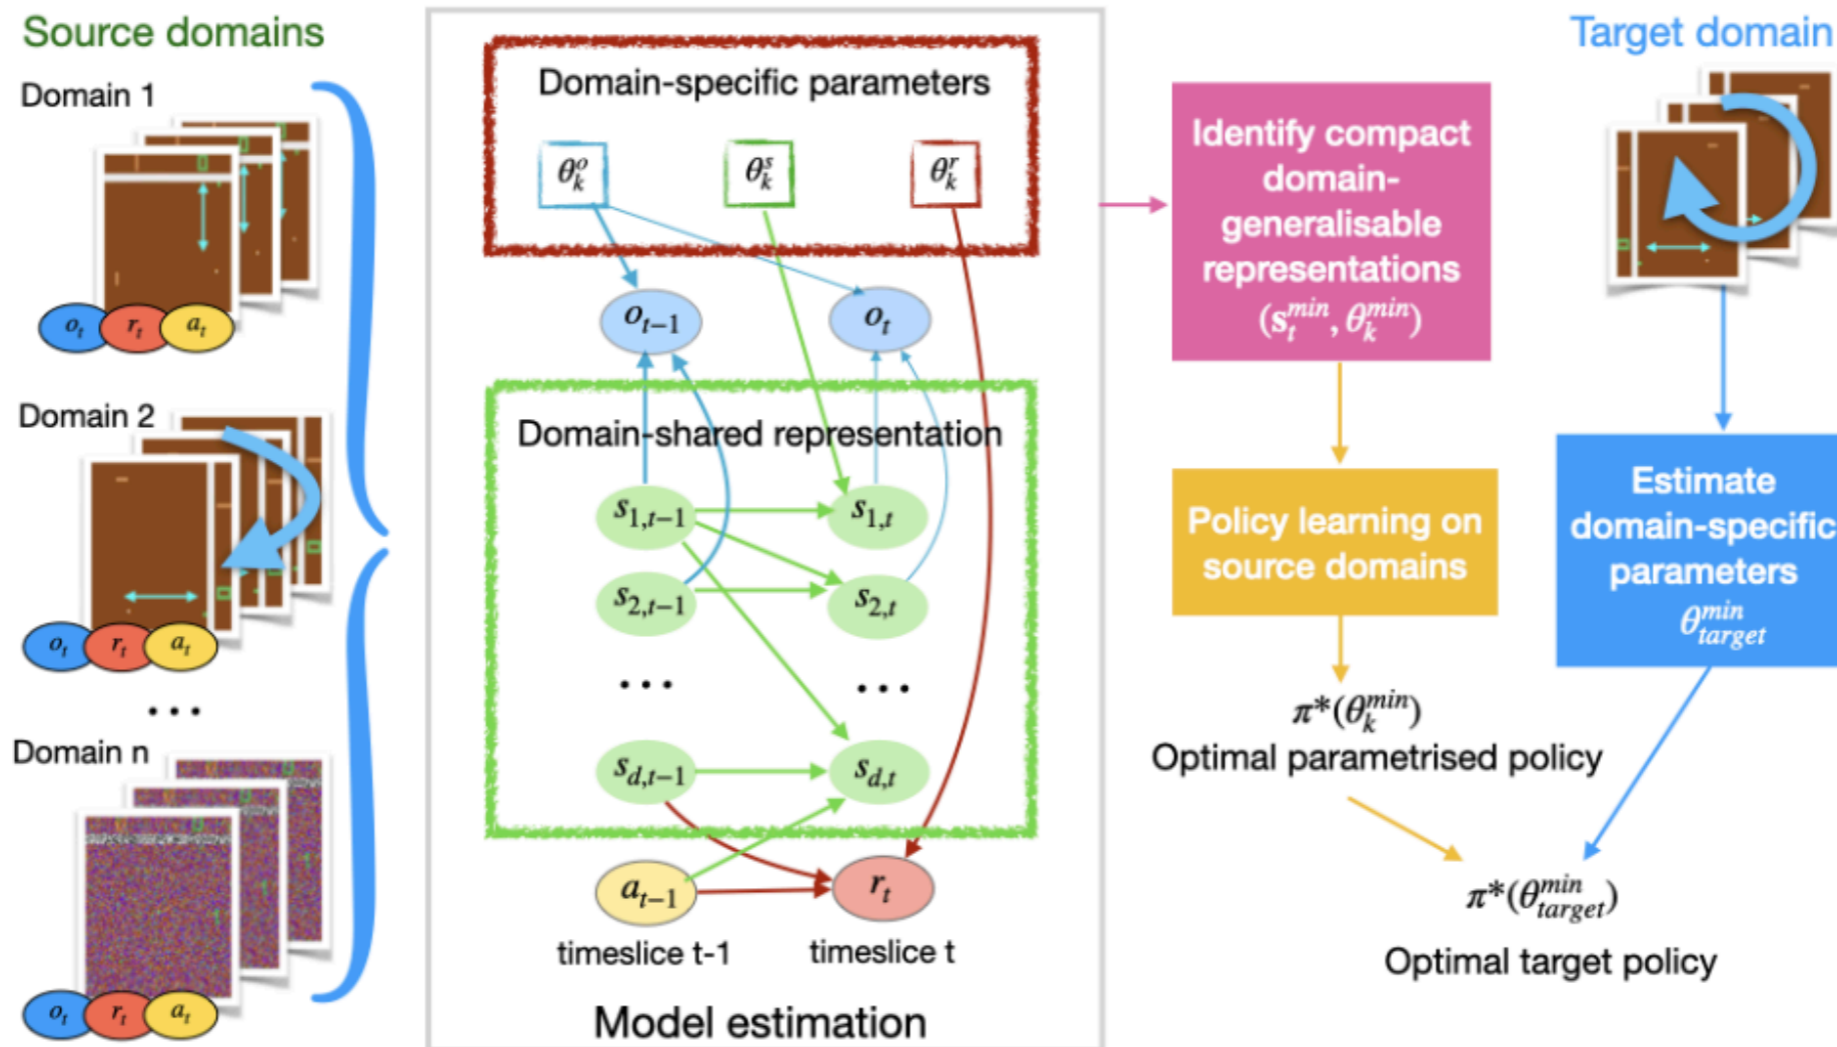 Source domains
Domain 1
o_t r_t a_t
Domain 2
o_t r_t a_t
...
Domain n
o_t r_t a_t
Domain-specific parameters
θ_k^o θ_k^s θ_k^r
o_{t−1} o_t
Domain-shared representation
s_{1,t−1} s_{1,t}
s_{2,t−1} s_{2,t}
... ...
s_{d,t−1} s_{d,t}
a_{t−1} r_t
timeslice t-1 timeslice t
Model estimation
Identify compact
domain-
generalisable
representations
(s_t^{min}, θ_k^{min})
Policy learning on
source domains
π*(θ_k^{min})
Optimal parametrised policy
Target domain
Estimate
domain-specific
parameters
θ_{target}^{min}
π*(θ_{target}^{min})
Optimal target policy